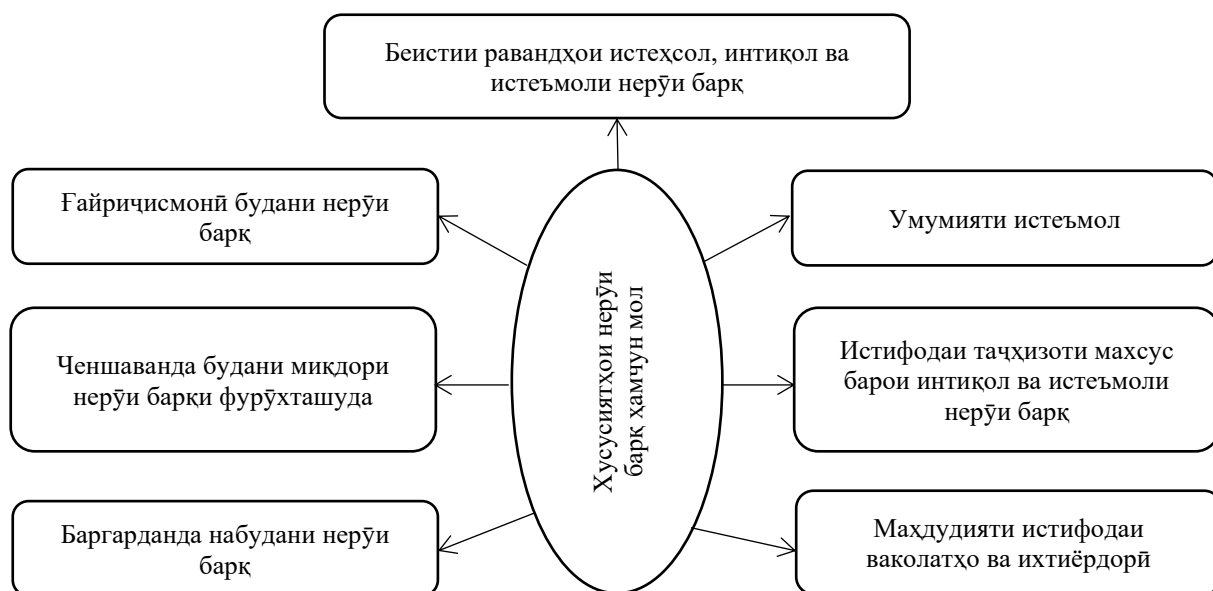 Беистии равандҳои истеҳсол, интиқол ва
истеъмоли нерӯи барқ
Ғайриҷисмонӣ будани нерӯи
барқ
Умумияти истеъмол
Хусусиятҳои нерӯи
барқ ҳамчун мол
Ченшаванда будани миқдори
нерӯи барқи фурӯхташуда
Истифодаи таҷҳизоти махсус
барои интиқол ва истеъмоли
нерӯи барқ
Баргарданда набудани нерӯи
барқ
Маҳдудияти истифодаи
ваколатҳо ва ихтиёрдорӣ